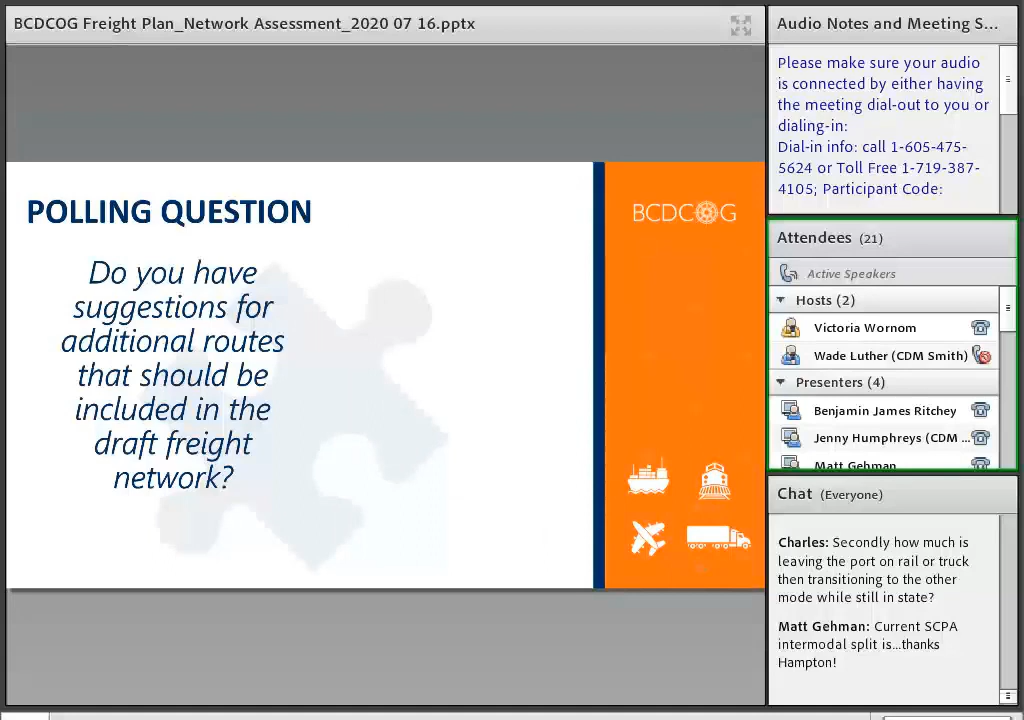 BCDCOG Freight Plan_Network Assessment_2020 07 16.pptx
POLLING QUESTION
Do you have
suggestions for
additional routes
that should be
included in the
draft freight
network?
BCDCOG
Audio Notes and Meeting S...
Please make sure your audio
is connected by either having
the meeting dial-out to you or
dialing-in:
Dial-in info: call 1-605-475-
5624 or Toll Free 1-719-387-
4105; Participant Code:
Attendees (21)
Active Speakers
Hosts (2)
Victoria Wornom
Wade Luther (CDM Smith)
Presenters (4)
Benjamin James Ritchey
Jenny Humphreys (CDM ...
Matt Gehman
Chat (Everyone)
Charles: Secondly how much is
leaving the port on rail or truck
then transitioning to the other
mode while still in state?
Matt Gehman: Current SCPA
intermodal split is...thanks
Hampton!